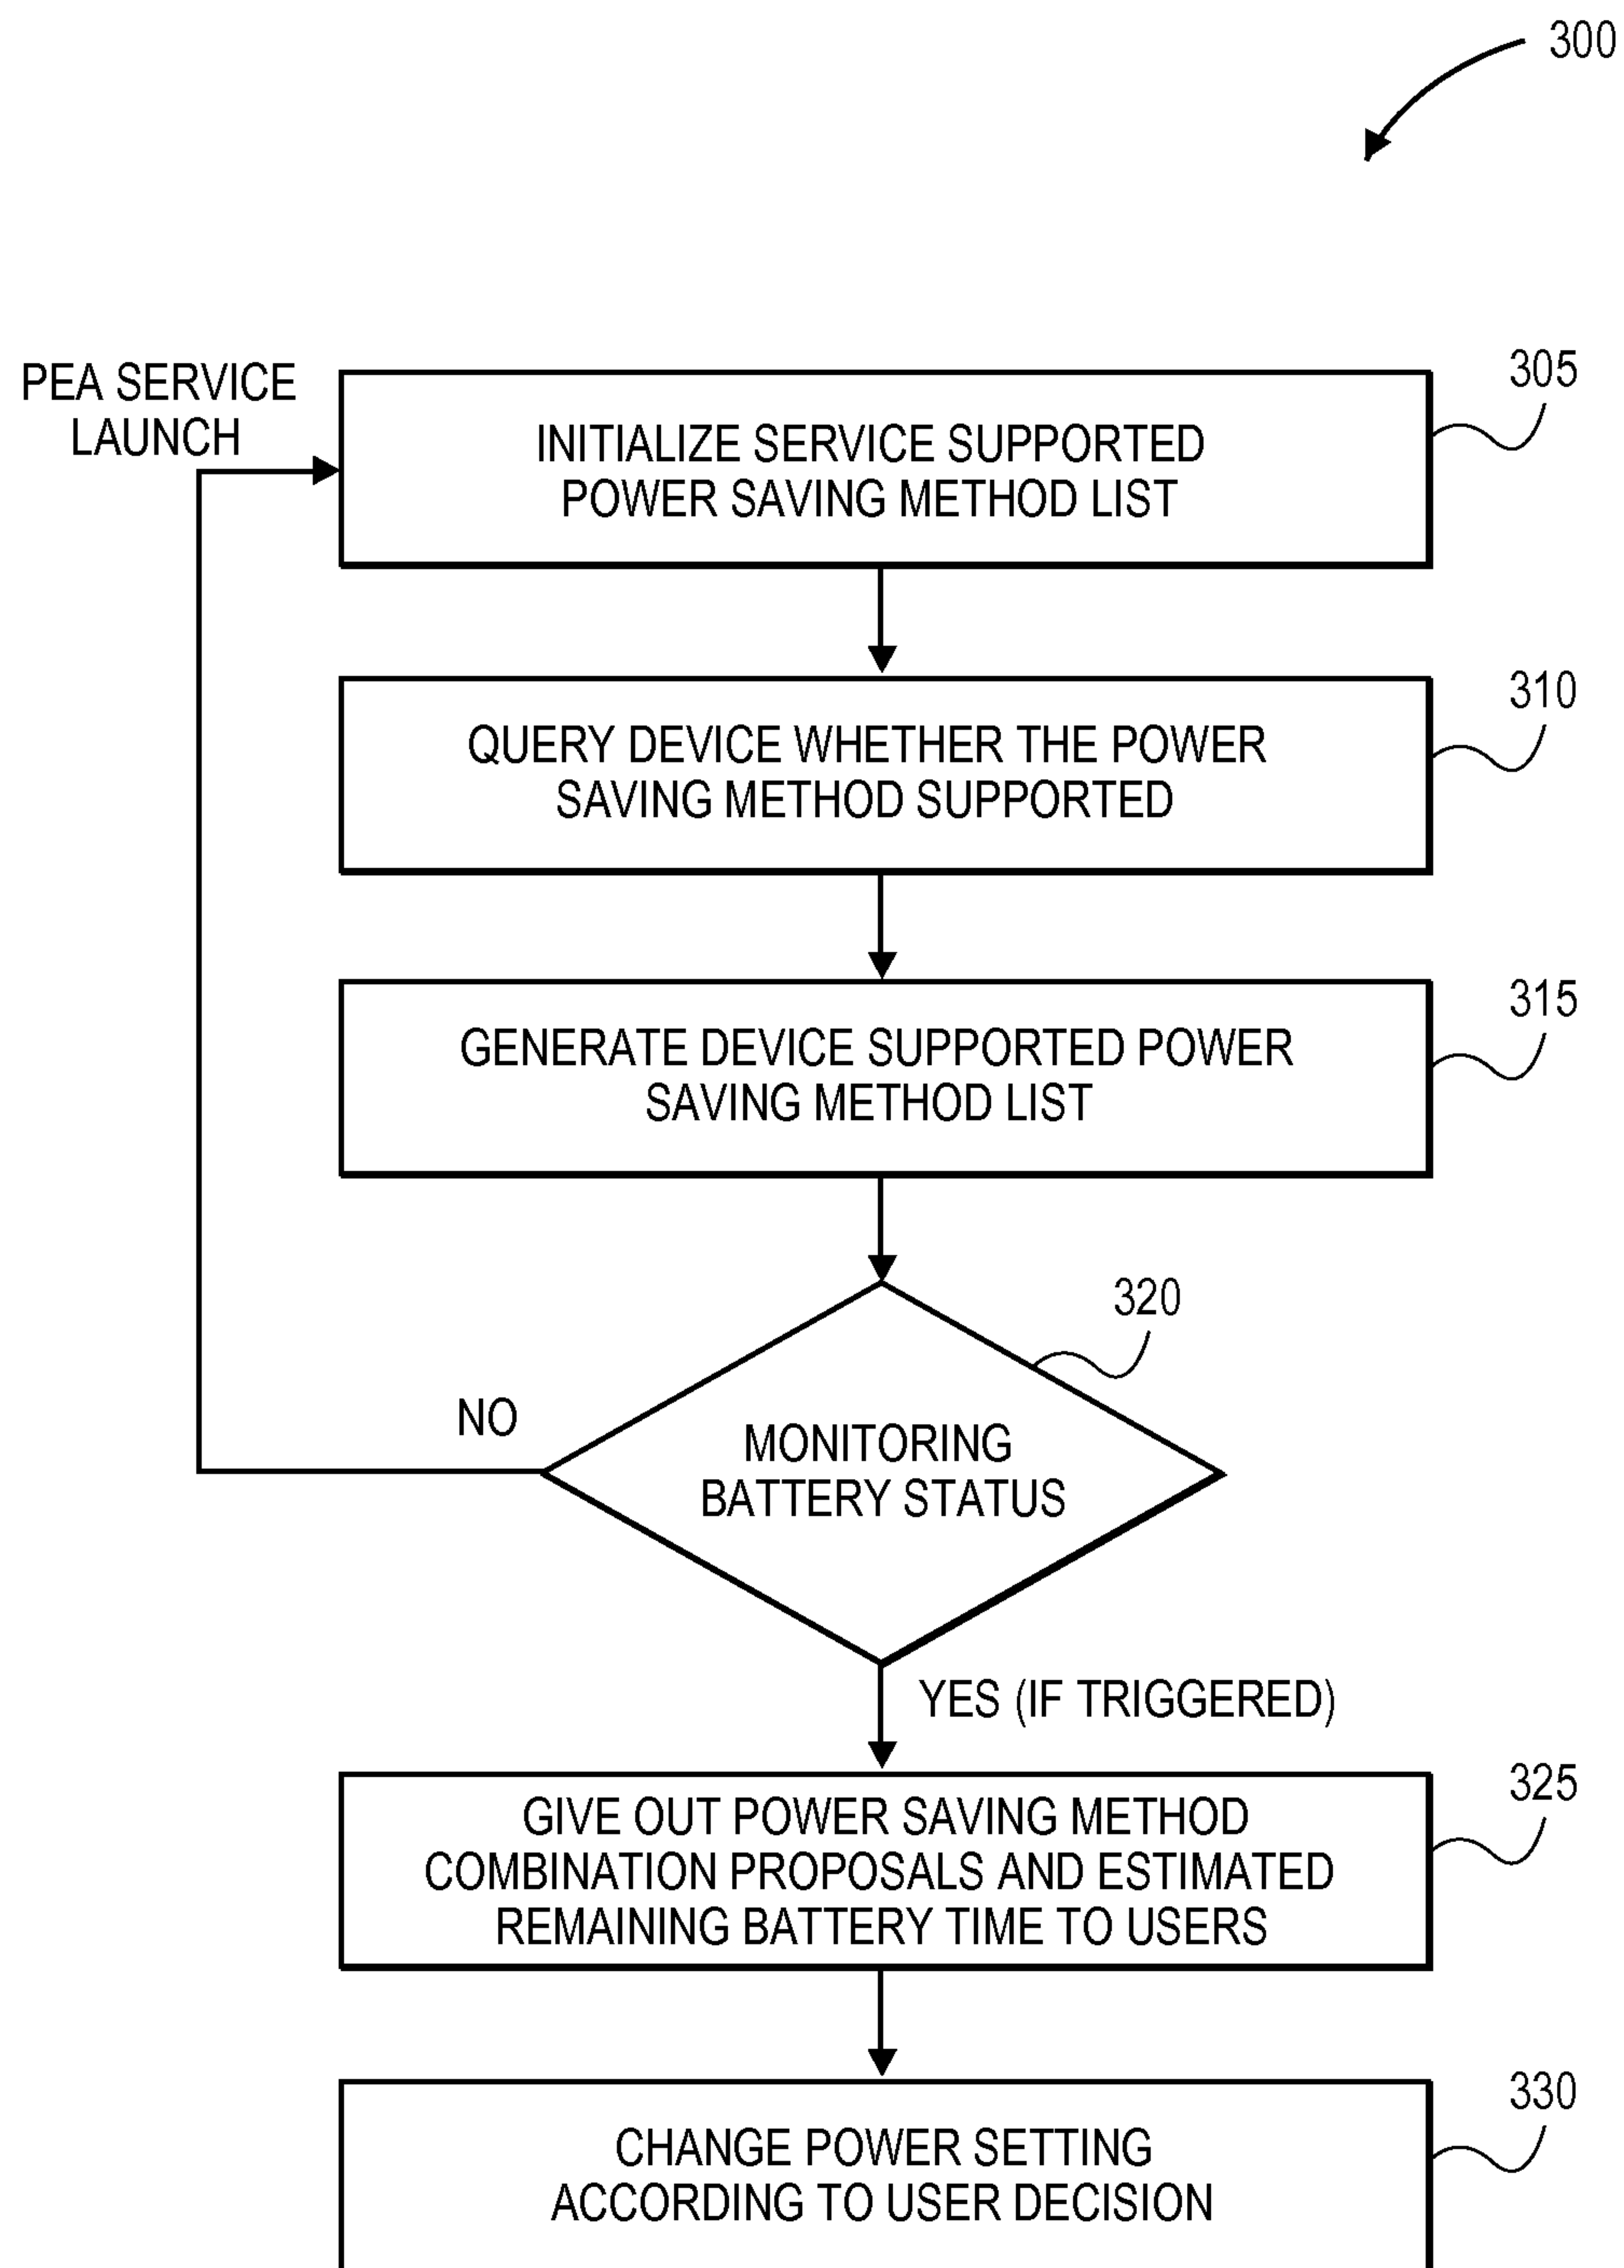 300
PEA SERVICE
LAUNCH
305
INITIALIZE SERVICE SUPPORTED
POWER SAVING METHOD LIST
310
QUERY DEVICE WHETHER THE POWER
SAVING METHOD SUPPORTED
315
GENERATE DEVICE SUPPORTED POWER
SAVING METHOD LIST
320
NO
MONITORING
BATTERY STATUS
YES (IF TRIGGERED)
325
GIVE OUT POWER SAVING METHOD
COMBINATION PROPOSALS AND ESTIMATED
REMAINING BATTERY TIME TO USERS
330
CHANGE POWER SETTING
ACCORDING TO USER DECISION